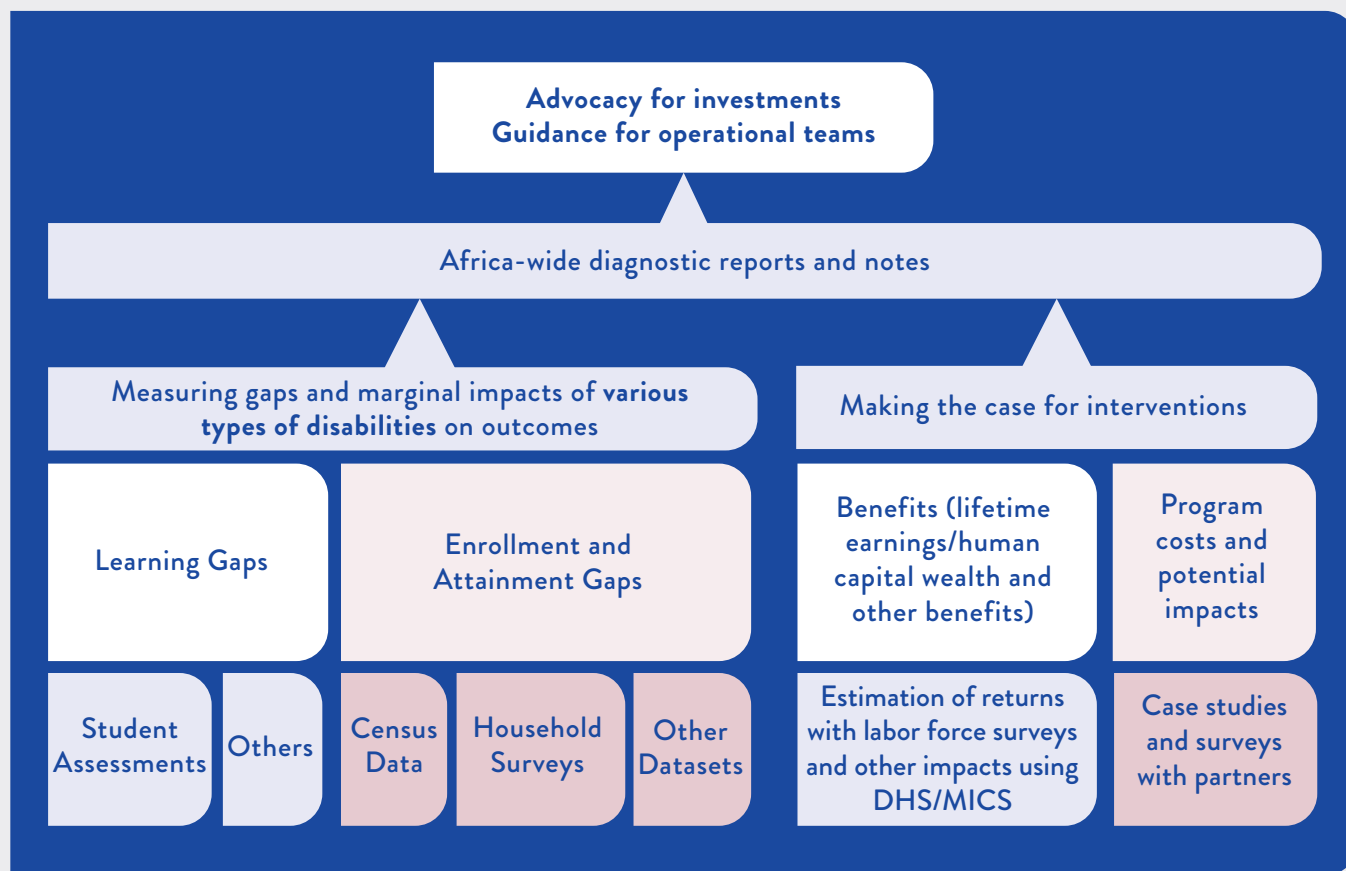 Advocacy for investments
Guidance for operational teams
Africa-wide diagnostic reports and notes
Measuring gaps and marginal impacts of various
types of disabilities on outcomes
Making the case for interventions
Learning Gaps
Enrollment and
Attainment Gaps
Benefits (lifetime
earnings/human
capital wealth and
other benefits)
Program
costs and
potential
impacts
Student
Assessments
Others
Census
Data
Household
Surveys
Other
Datasets
Estimation of returns
with labor force surveys
and other impacts using
DHS/MICS
Case studies
and surveys
with partners